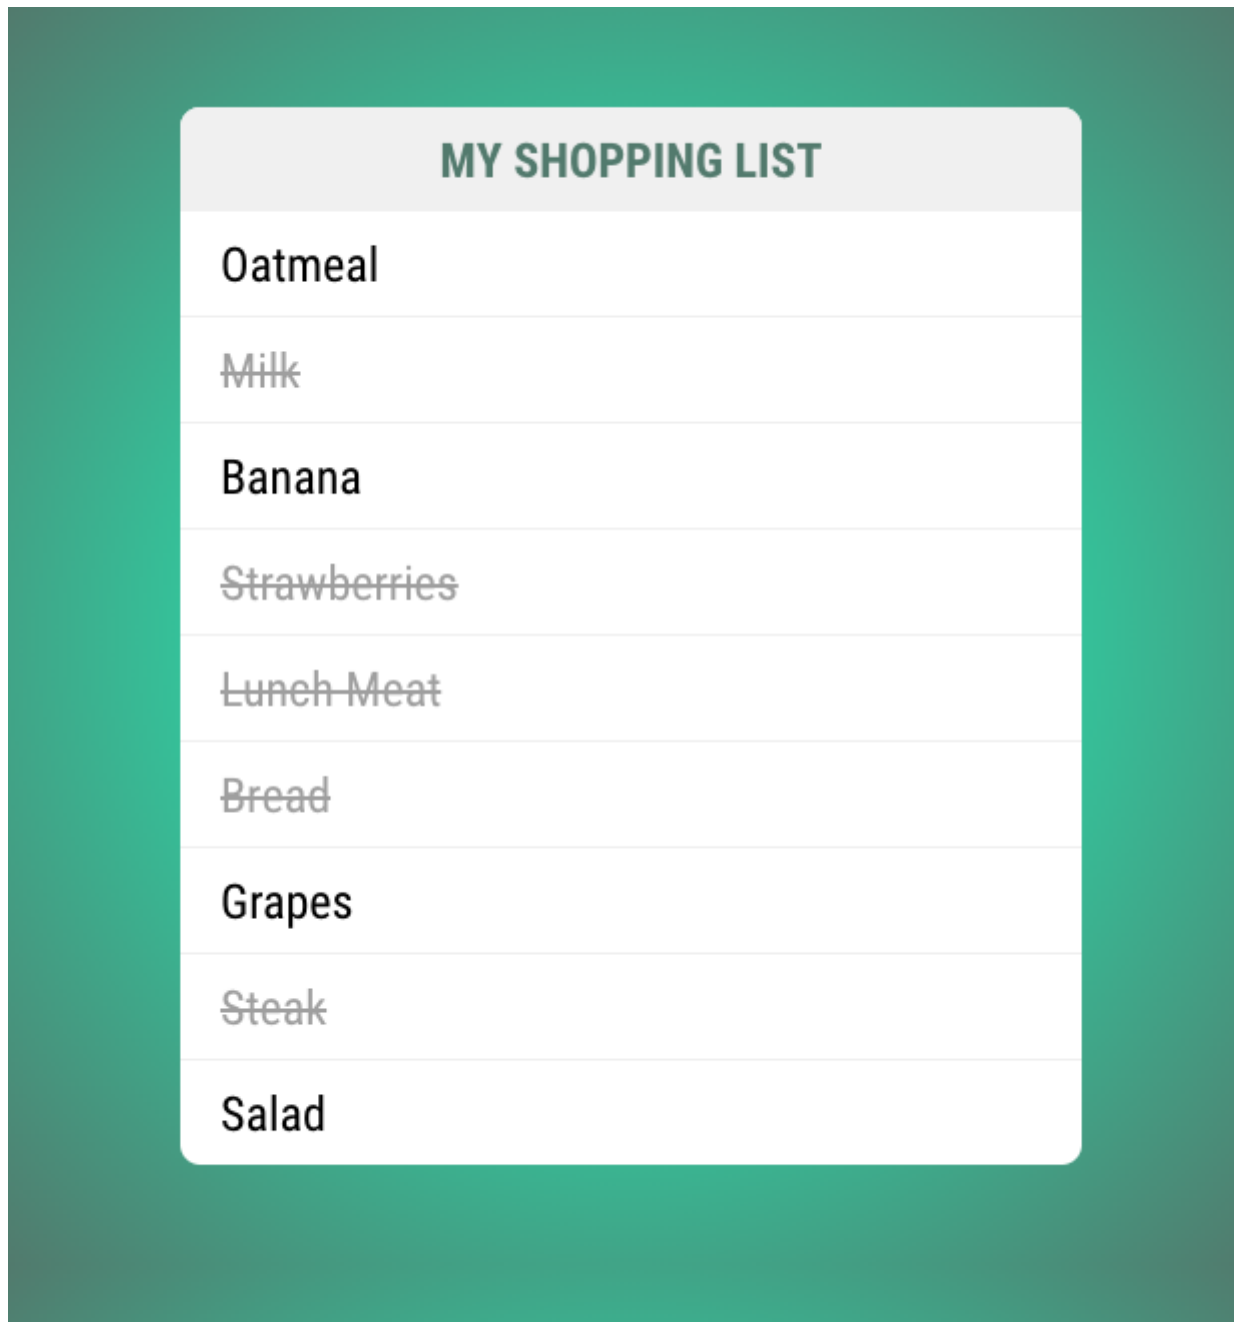 MY SHOPPING LIST
Oatmeal
Milk
Banana
Strawberries
Lunch Meat
Bread
Grapes
Steak
Salad